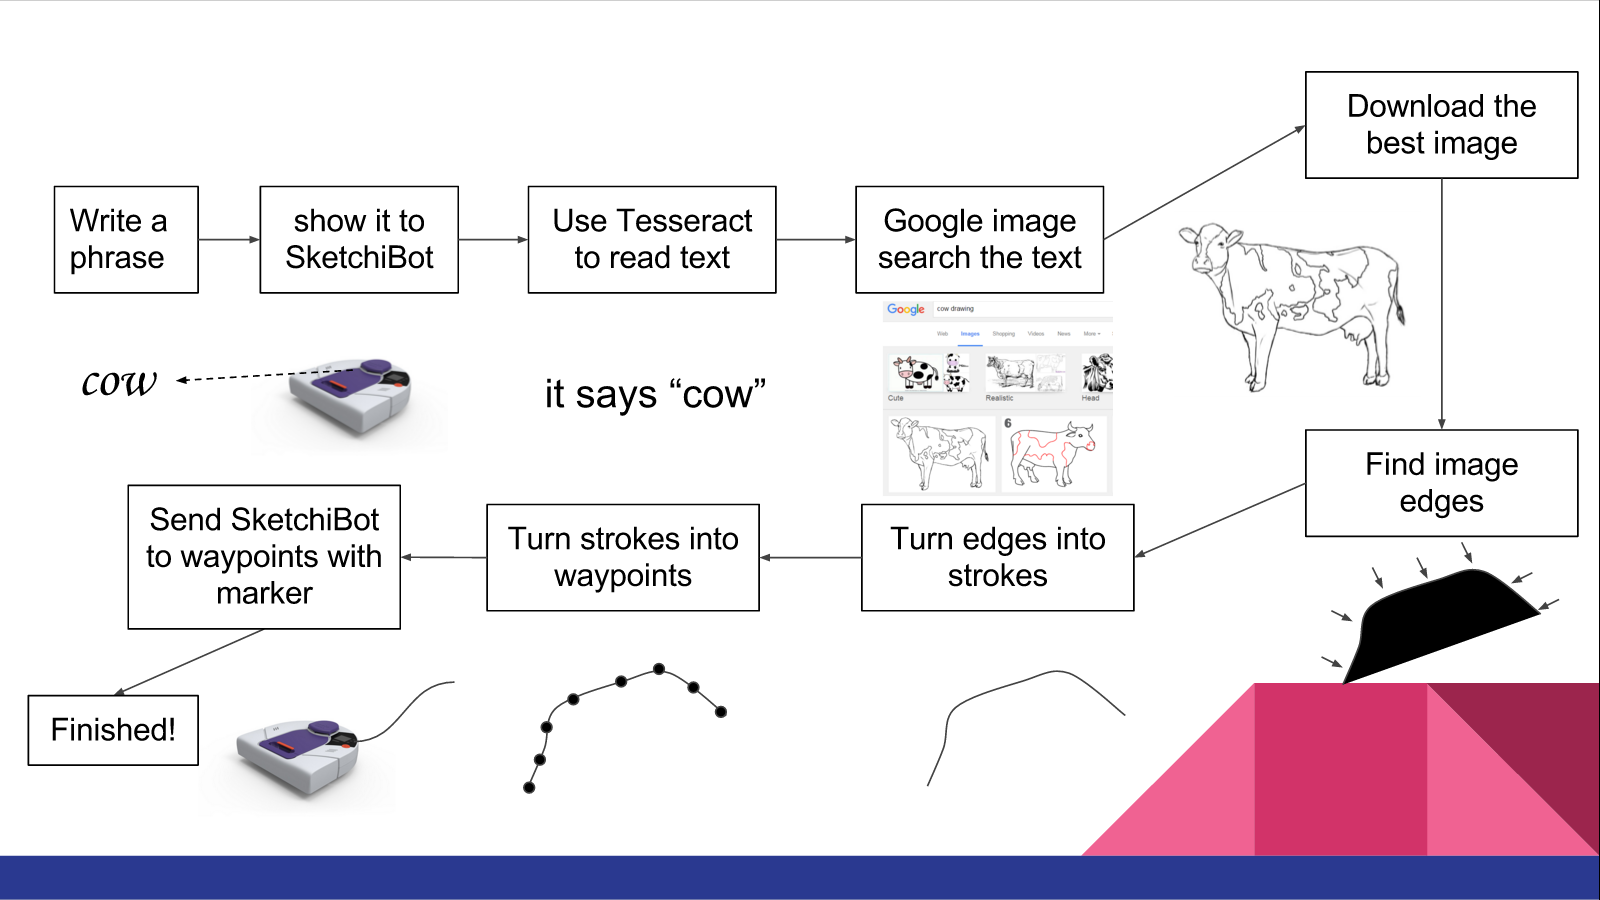 Write a
phrase
show it to
SketchiBot
Use Tesseract
to read text
Google image
search the text
Download the
best image
cow
it says “cow”
Google cow drawing
Web Images Shopping Videos News More
Cute Realistic Head
6
Find image
edges
Turn edges into
strokes
Turn strokes into
waypoints
Send SketchiBot
to waypoints with
marker
Finished!